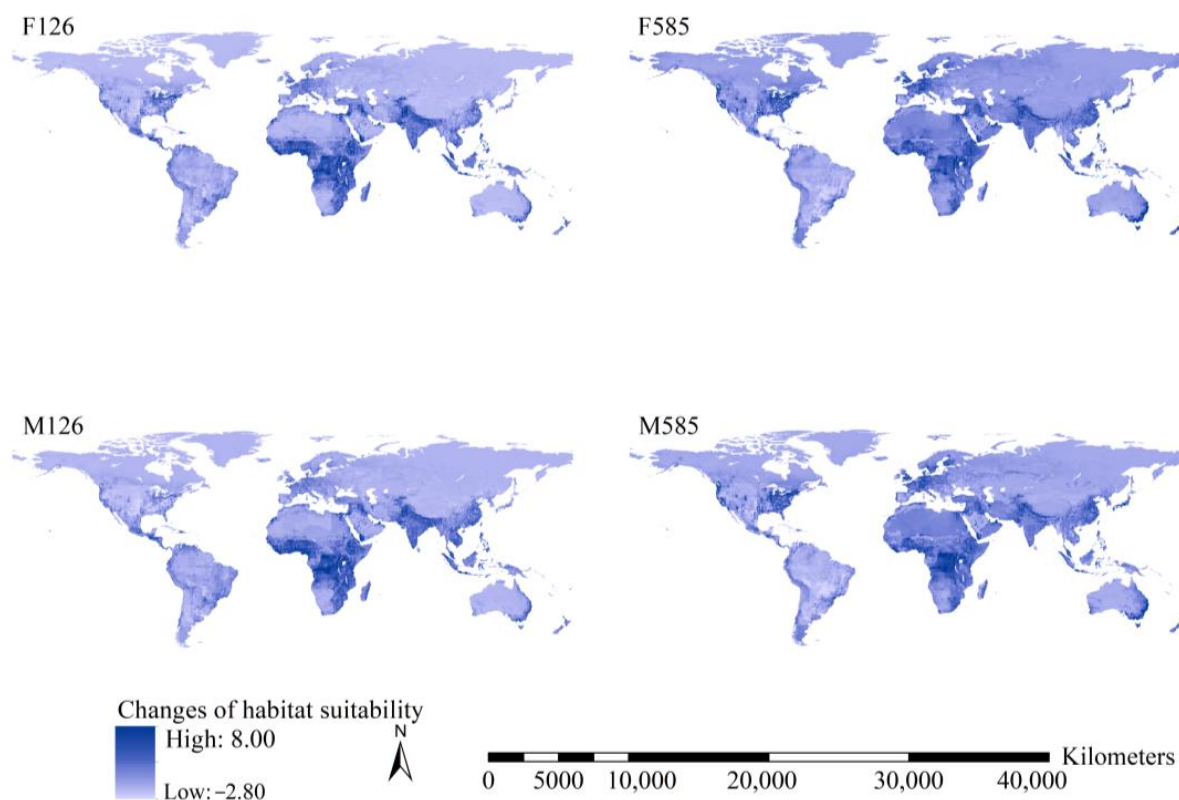 F126
F585
M126
M585
Changes of habitat suitability
High: 8.00
Low: −2.80
N
Kilometers
0 5000 10,000 20,000 30,000 40,000